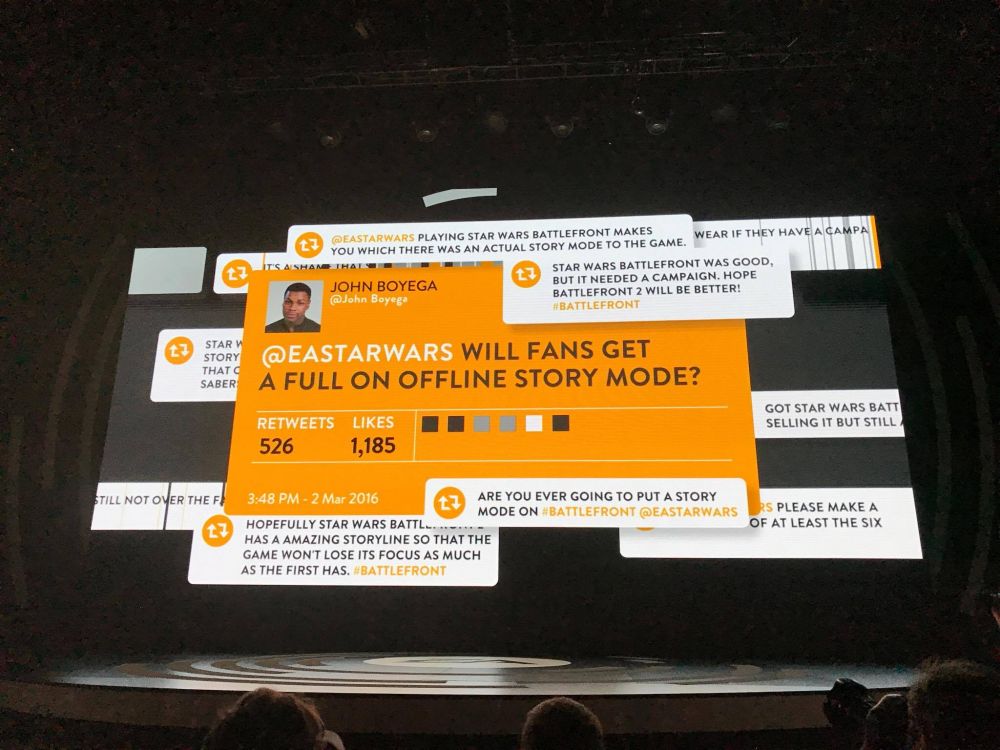 @EASTARWARS PLAYING STAR WARS BATTLEFRONT MAKES
YOU WHICH THERE WAS AN ACTUAL STORY MODE TO THE GAME.
WEAR IF THEY HAVE A CAMPA
IT'S A SHAME THAT'S
STAR WARS BATTLEFRONT WAS GOOD,
BUT IT NEEDED A CAMPAIGN. HOPE
BATTLEFRONT 2 WILL BE BETTER!
#BATTLEFRONT
JOHN BOYEGA
@John Boyega
STAR W
STORY
THAT C
SABER
@EASTARWARS WILL FANS GET
A FULL ON OFFLINE STORY MODE?
RETWEETS LIKES
526 1,185
GOT STAR WARS BATT
SELLING IT BUT STILL
3:48 PM - 2 Mar 2016
ARE YOU EVER GOING TO PUT A STORY
MODE ON #BATTLEFRONT @EASTARWARS
STILL NOT OVER THE FA
RS PLEASE MAKE A
OF AT LEAST THE SIX
HOPEFULLY STAR WARS
HAS A AMAZING STORYLINE SO THAT THE
GAME WON'T LOSE ITS FOCUS AS MUCH
AS THE FIRST HAS. #BATTLEFRONT